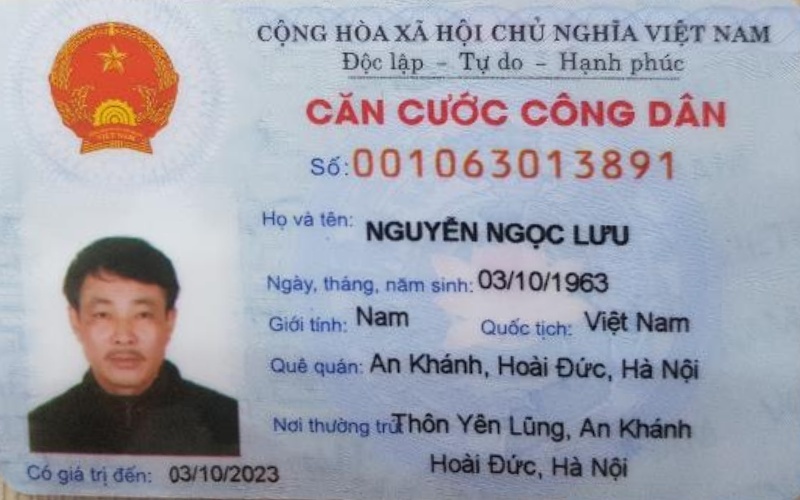 CỘNG HÒA XÃ HỘI CHỦ NGHĨA VIỆT NAM
Độc lập - Tự do - Hạnh phúc
CĂN CƯỚC CÔNG DÂN
Số: 001063013891
Họ và tên: NGUYỄN NGỌC LƯU
Ngày, tháng, năm sinh: 03/10/1963
Giới tính: Nam Quốc tịch: Việt Nam
Quê quán: An Khánh, Hoài Đức, Hà Nội
Nơi thường trú: Thôn Yên Lũng, An Khánh
Hoài Đức, Hà Nội
Có giá trị đến: 03/10/2023